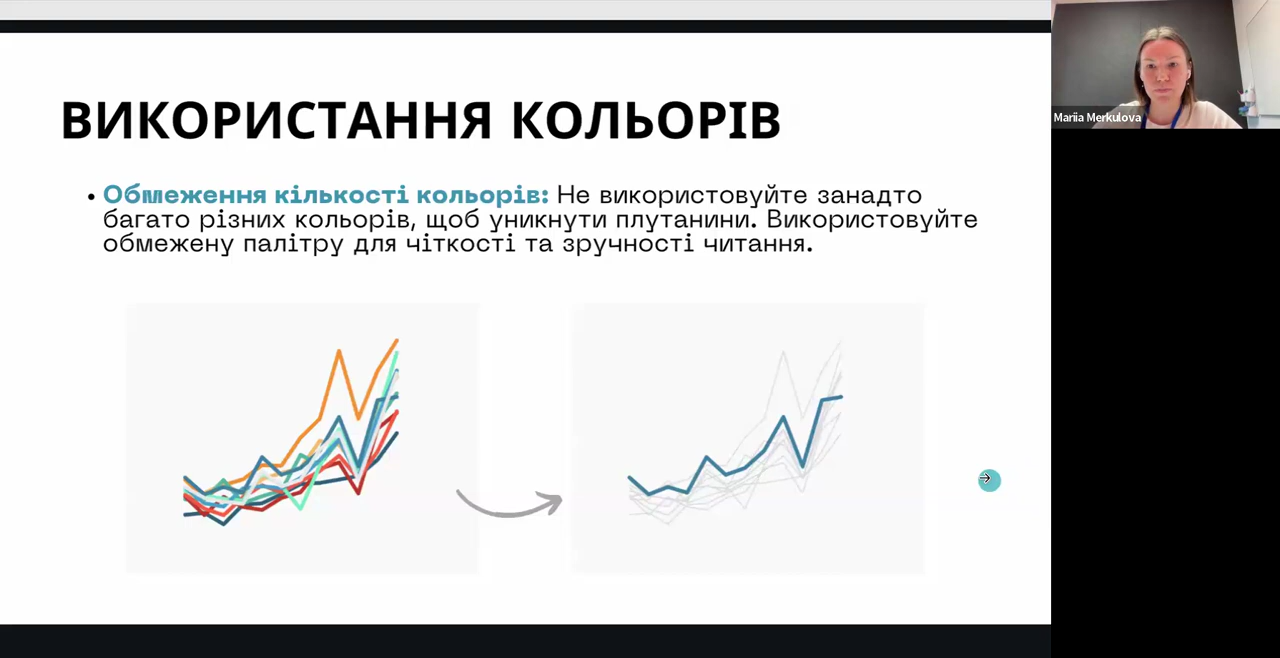 ВИКОРИСТАННЯ КОЛЬОРІВ
• Обмеження кількості кольорів: Не використовуйте занадто
багато різних кольорів, щоб уникнути плутанини. Використовуйте
обмежену палітру для чіткості та зручності читання.
Mariia Merkulova